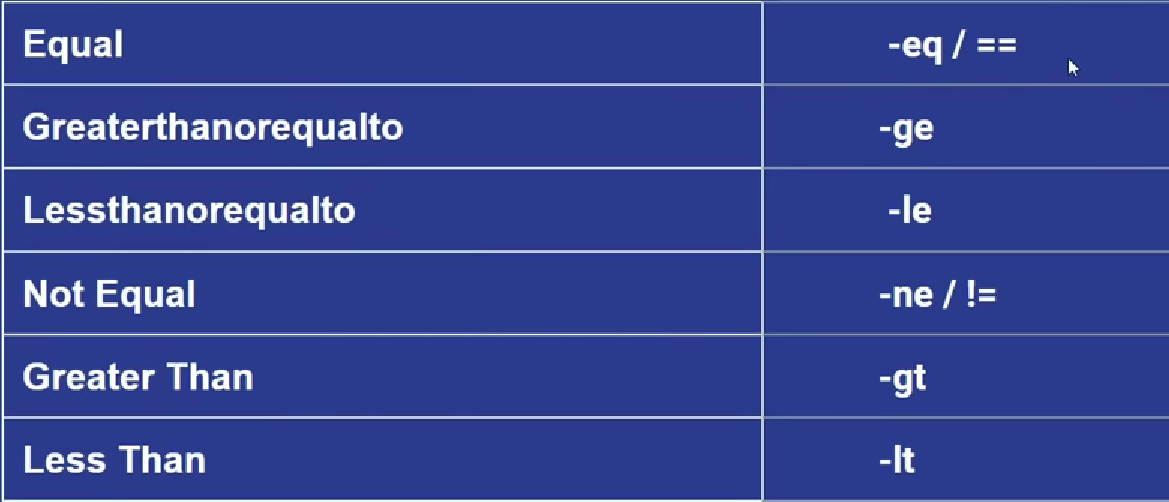 Equal -eq / ==
Greaterthanorequalto -ge
Lessthanorequalto -le
Not Equal -ne / !=
Greater Than -gt
Less Than -lt